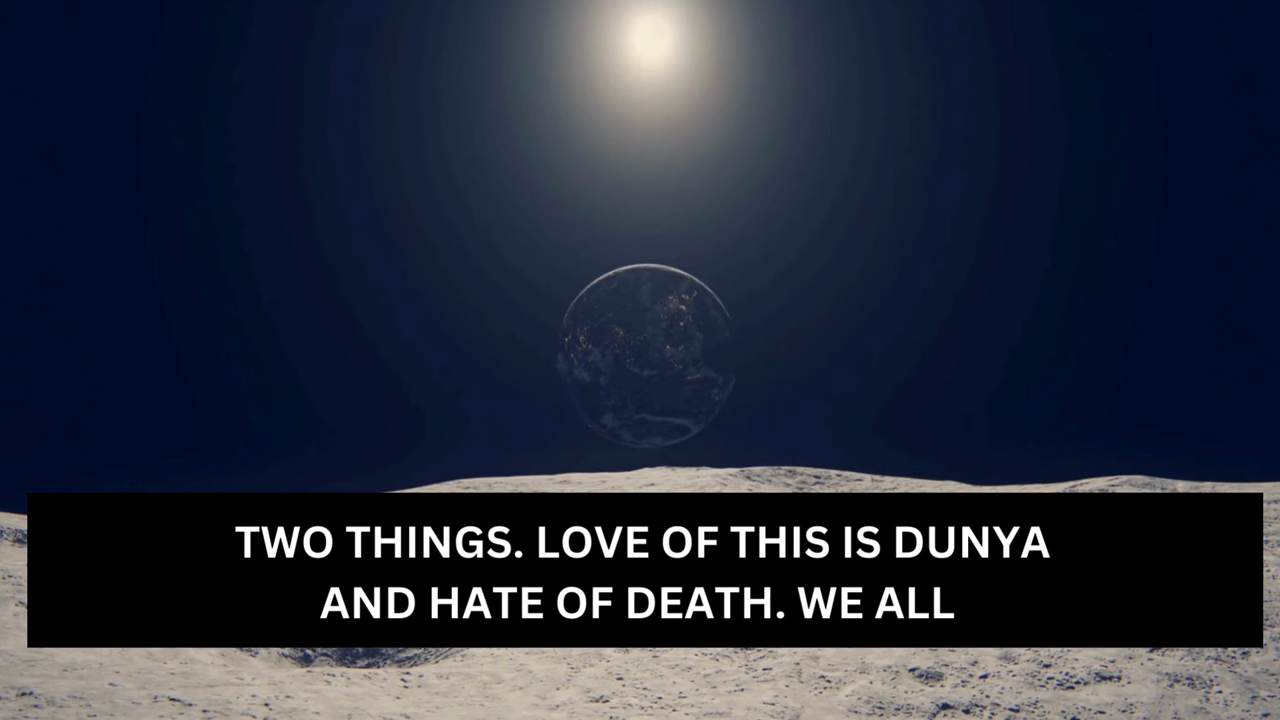 TWO THINGS. LOVE OF THIS IS DUNYA
AND HATE OF DEATH. WE ALL